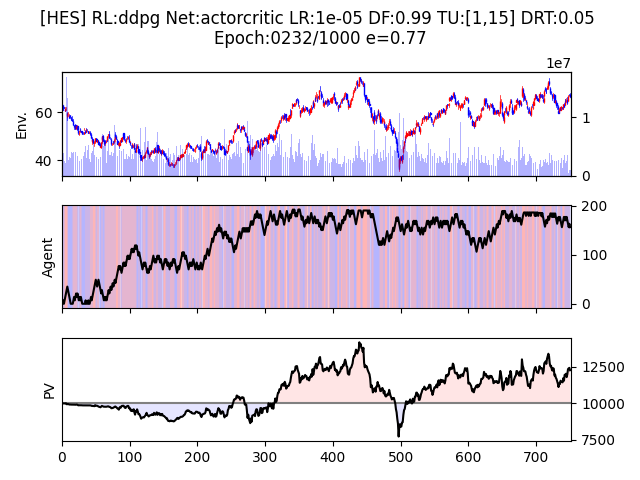 [HES] RL:ddpg Net:actorcritic LR:1e-05 DF:0.99 TU:[1,15] DRT:0.05
Epoch:0232/1000 e=0.77
1e7
Env.
60
40
1
0
Agent
200
100
0
PV
12500
10000
7500
0 100 200 300 400 500 600 700